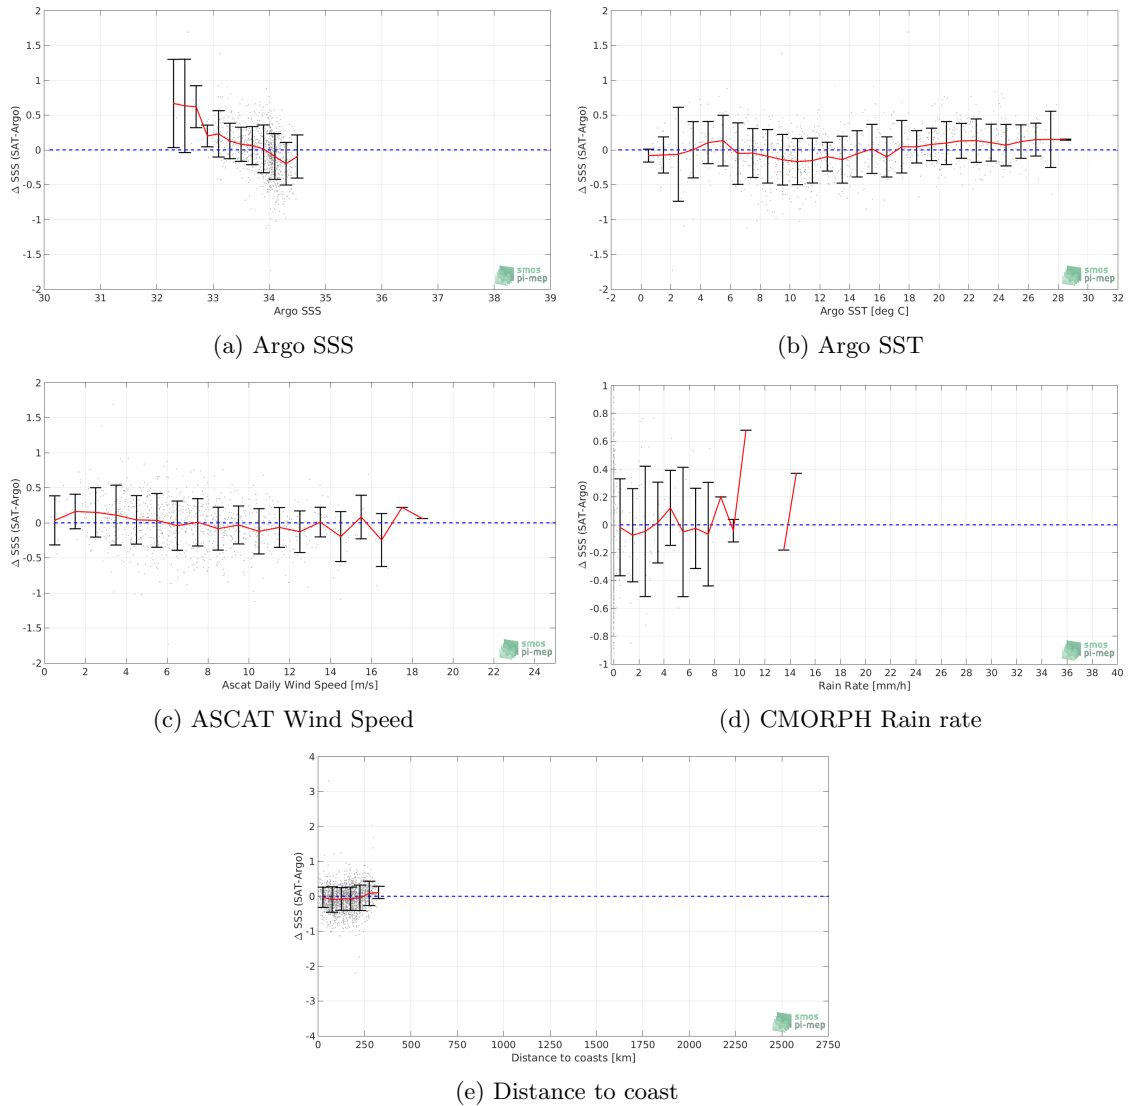 2
1.5
1
0.5
0
-0.5
-1
-1.5
-2
30 31 32 33 34 35 36 37 38 39
Δ SSS (SAT-Argo)
Argo SSS
smos
pi-mep
(a) Argo SSS
2
1.5
1
0.5
0
-0.5
-1
-1.5
-2
-2 0 2 4 6 8 10 12 14 16 18 20 22 24 26 28 30 32
Δ SSS (SAT-Argo)
Argo SST [deg C]
smos
pi-mep
(b) Argo SST
2
1.5
1
0.5
0
-0.5
-1
-1.5
-2
0 2 4 6 8 10 12 14 16 18 20 22 24
Δ SSS (SAT-Argo)
Ascat Daily Wind Speed [m/s]
smos
pi-mep
(c) ASCAT Wind Speed
1
0.8
0.6
0.4
0.2
0
-0.2
-0.4
-0.6
-0.8
-1
0 2 4 6 8 10 12 14 16 18 20 22 24 26 28 30 32 34 36 38 40
Δ SSS (SAT-Argo)
Rain Rate [mm/h]
smos
pi-mep
(d) CMORPH Rain rate
4
3
2
1
0
-1
-2
-3
-4
0 250 500 750 1000 1250 1500 1750 2000 2250 2500 2750
Δ SSS (SAT-Argo)
Distance to coasts [km]
smos
pi-mep
(e) Distance to coast